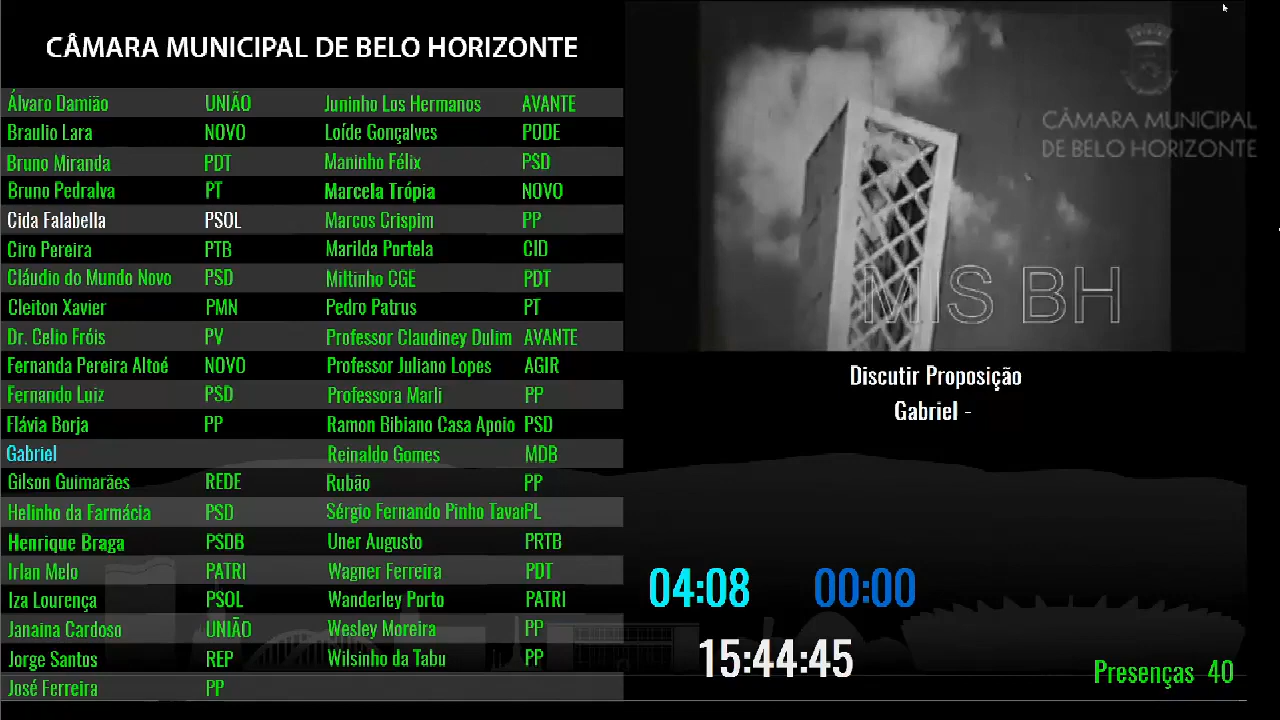 CÂMARA MUNICIPAL DE BELO HORIZONTE
Álvaro Damião UNIÃO
Braulio Lara NOVO
Bruno Miranda PDT
Bruno Pedralva PT
Cida Falabella PSOL
Ciro Pereira PTB
Cláudio do Mundo Novo PSD
Cleiton Xavier PMN
Dr. Celio Fróis PV
Fernanda Pereira Altoé NOVO
Fernando Luiz PSD
Flávia Borja PP
Gabriel
Gilson Guimarães REDE
Helinho da Farmácia PSD
Henrique Braga PSDB
Irlan Melo PATRI
Iza Lourença PSOL
Janaina Cardoso UNIÃO
Jorge Santos REP
José Ferreira PP
Juninho Los Hermanos AVANTE
Loíde Gonçalves PODE
Maninho Félix PSD
Marcela Trópia NOVO
Marcos Crispim PP
Marilda Portela CID
Miltinho CGE PDT
Pedro Patrus PT
Professor Claudiney Dulim AVANTE
Professor Juliano Lopes AGIR
Professora Marli PP
Ramon Bibiano Casa Apoio PSD
Reinaldo Gomes MDB
Rubão PP
Sérgio Fernando Pinho Tavar PL
Uner Augusto PRTB
Wagner Ferreira PDT
Wanderley Porto PATRI
Wesley Moreira PP
Wilsinho da Tabu PP
CÂMARA MUNICIPAL
DE BELO HORIZONTE
MIS BH
Discutir Proposição
Gabriel -
04:08 00:00
15:44:45
Presenças 40